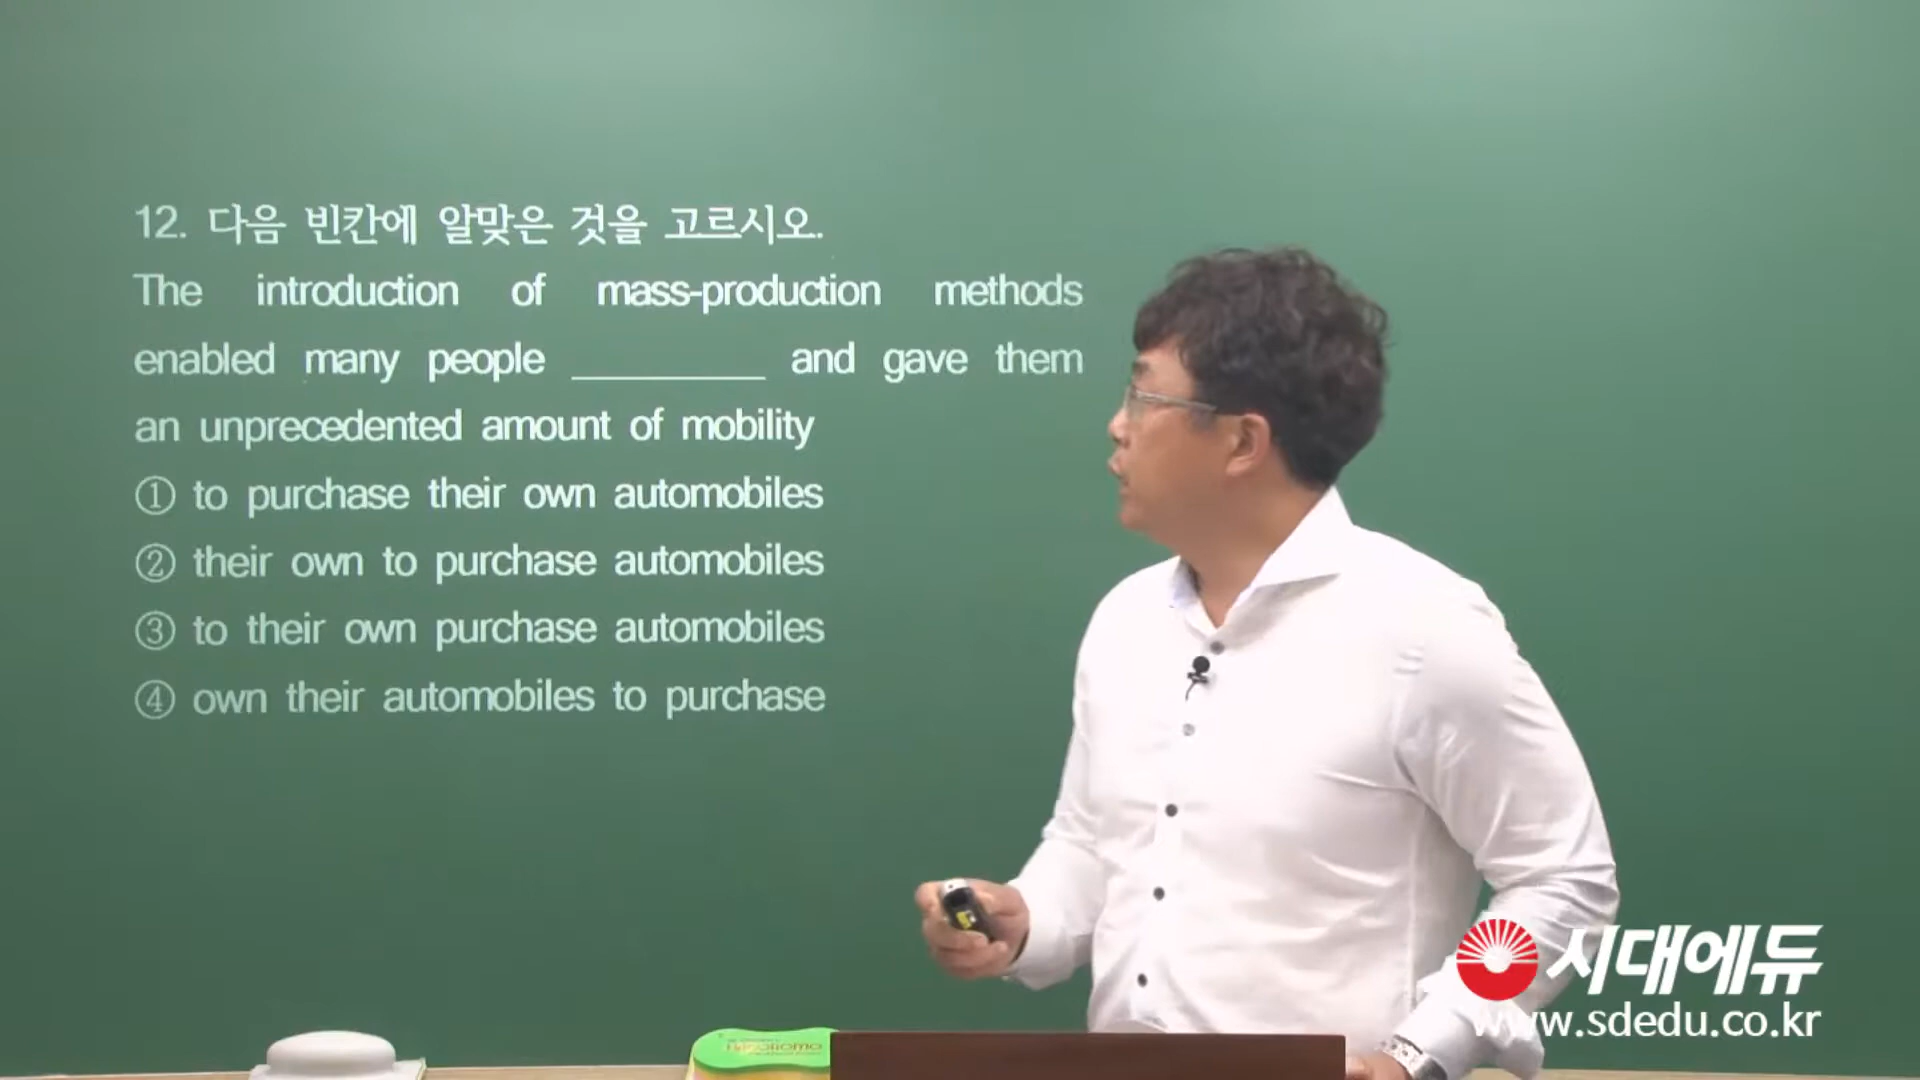 12. 다음 빈칸에 알맞은 것을 고르시오.
The introduction of mass-production methods
enabled many people _________ and gave them
an unprecedented amount of mobility
① to purchase their own automobiles
② their own to purchase automobiles
③ to their own purchase automobiles
④ own their automobiles to purchase
시대에듀
www.sdedu.co.kr